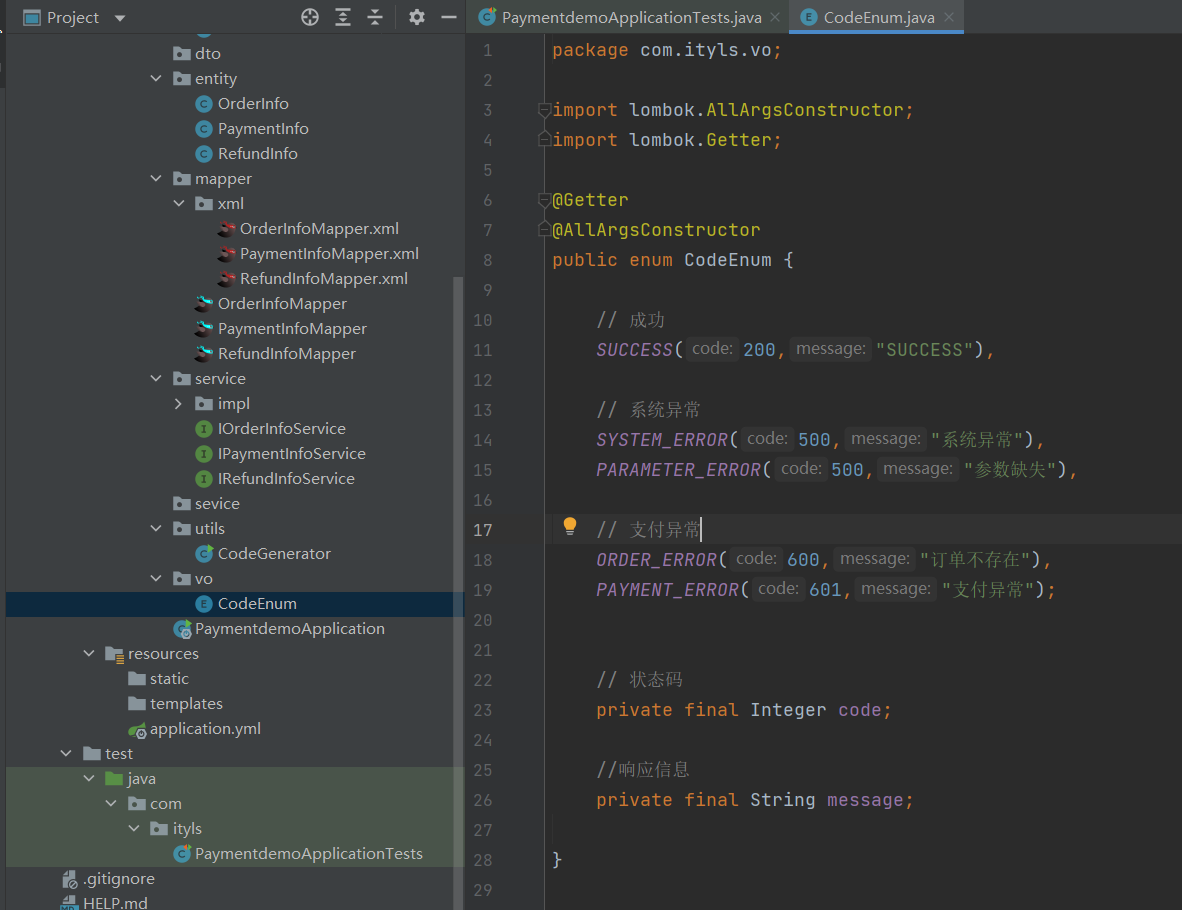 Project
dto
entity
OrderInfo
PaymentInfo
RefundInfo
mapper
xml
OrderInfoMapper.xml
PaymentInfoMapper.xml
RefundInfoMapper.xml
OrderInfoMapper
PaymentInfoMapper
RefundInfoMapper
service
impl
IOrderInfoService
IPaymentInfoService
IRefundInfoService
sevice
utils
CodeGenerator
vo
CodeEnum
PaymentdemoApplication
resources
static
templates
application.yml
test
java
com
ityls
PaymentdemoApplicationTests
.gitignore
HELP.md
PaymentdemoApplicationTests.java
CodeEnum.java
1 package com.ityls.vo;
2
3 import lombok.AllArgsConstructor;
4 import lombok.Getter;
5
6 @Getter
7 @AllArgsConstructor
8 public enum CodeEnum {
9
10 // 成功
11 SUCCESS( code: 200, message: "SUCCESS"),
12
13 // 系统异常
14 SYSTEM_ERROR( code: 500, message: "系统异常"),
15 PARAMETER_ERROR( code: 500, message: "参数缺失"),
16
17 // 支付异常
18 ORDER_ERROR( code: 600, message: "订单不存在"),
19 PAYMENT_ERROR( code: 601, message: "支付异常");
20
21
22 // 状态码
23 private final Integer code;
24
25 //响应信息
26 private final String message;
27
28 }
29